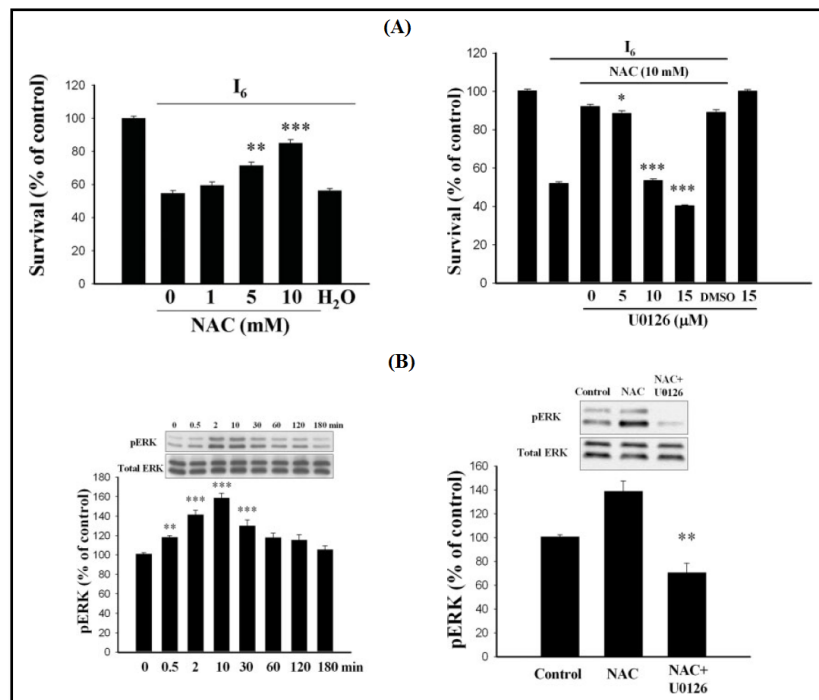 (A)
I6
Survival (% of control)
120
100
80
60
40
20
0
** ***
0 1 5 10 H2O
NAC (mM)
I6
NAC (10 mM)
Survival (% of control)
120
100
80
60
40
20
0
* *** ***
0 5 10 15 DMSO 15
U0126 (μM)
(B)
0 0.5 2 10 30 60 120 180 min
pERK
Total ERK
pERK (% of control)
180
160
140
120
100
80
60
40
20
0
** *** *** ***
0 0.5 2 10 30 60 120 180 min
Control NAC NAC+
U0126
pERK
Total ERK
pERK (% of control)
160
140
120
100
80
60
40
20
0
**
Control NAC NAC+
U0126